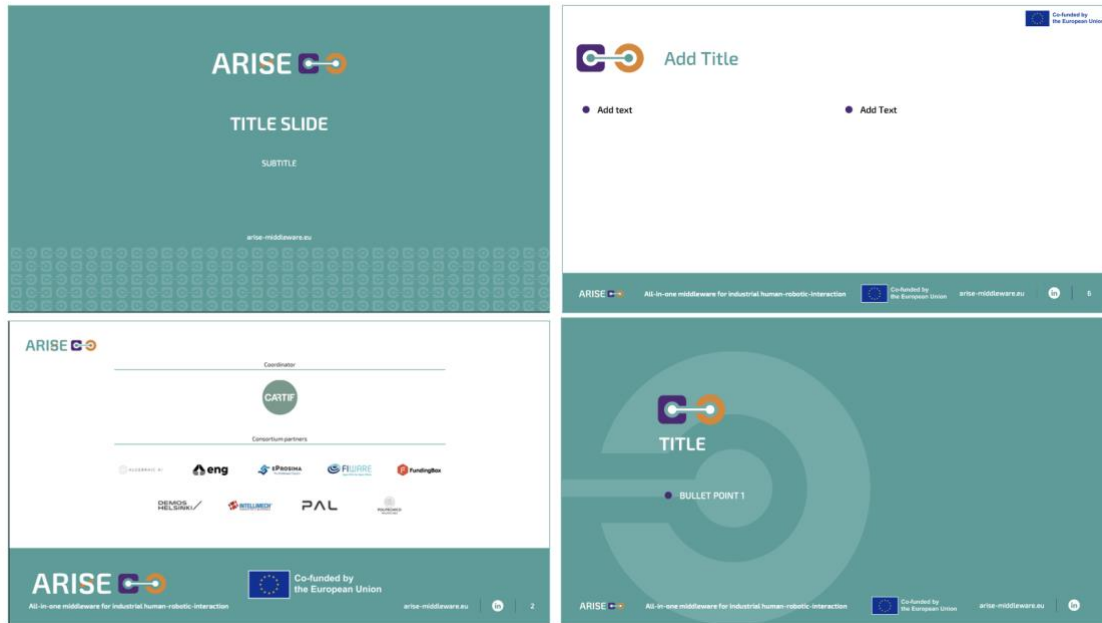 ARISE
TITLE SLIDE
SUBTITLE
arise-middleware.eu
Co-funded by
the European Union
Add Title
Add text
Add Text
ARISE
All-in-one middleware for industrial human-robotic-interaction
Co-funded by
the European Union
arise-middleware.eu
in
6
ARISE
Coordinator
CARTIF
Consortium partners
eng
EPROSIMA
FIWARE
FundingBox
DEMOS
HELSINKI
INTELLIMECH
PAL
ARISE
All-in-one middleware for industrial human-robotic-interaction
Co-funded by
the European Union
arise-middleware.eu
in
2
TITLE
BULLET POINT 1
ARISE
All-in-one middleware for industrial human-robotic-interaction
Co-funded by
the European Union
arise-middleware.eu
in